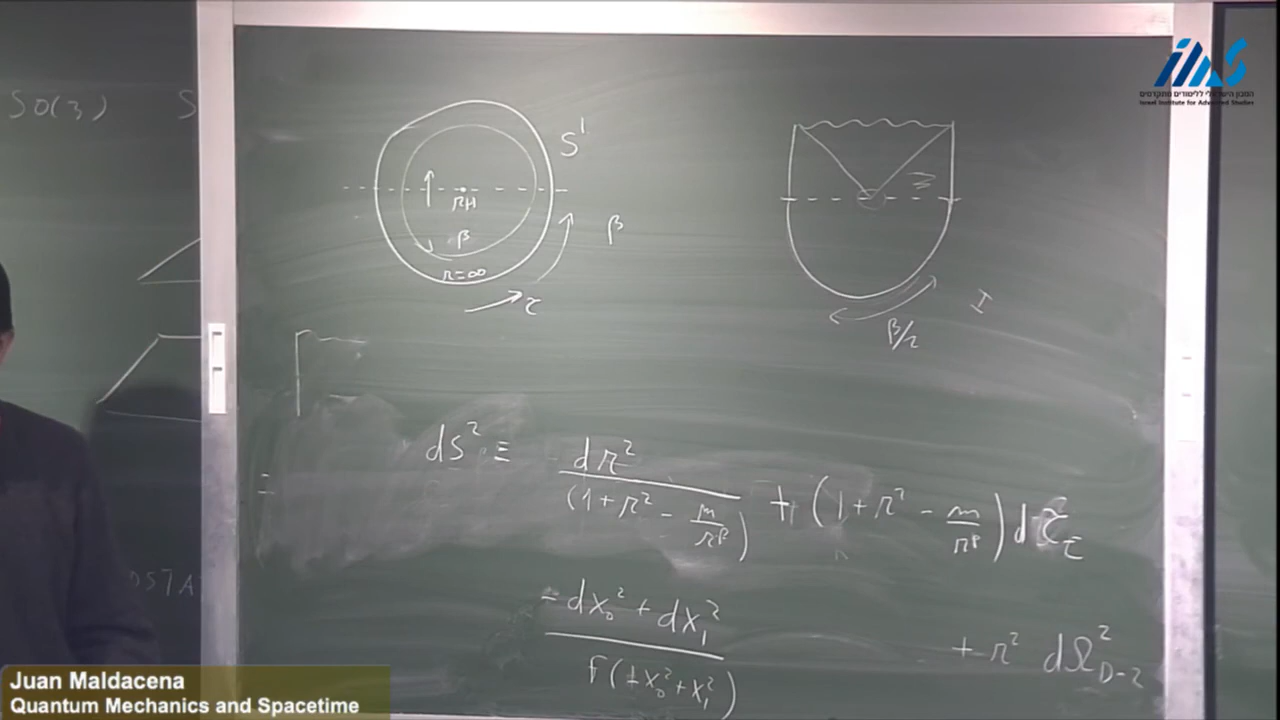 SO(3) S
S¹
r_H
β
r=∞
τ
β
β/2
I
ds² = dr²/(1+r² - m/r^p) + (1+r² - m/r^p) dτ²
=
-dx₀² + dx₁²/f(±x₀²+x₁²) + r² dΩ²_{D-2}
המכון הישראלי ללימודים מתקדמים
Israel Institute for Advanced Studies
Juan Maldacena
Quantum Mechanics and Spacetime